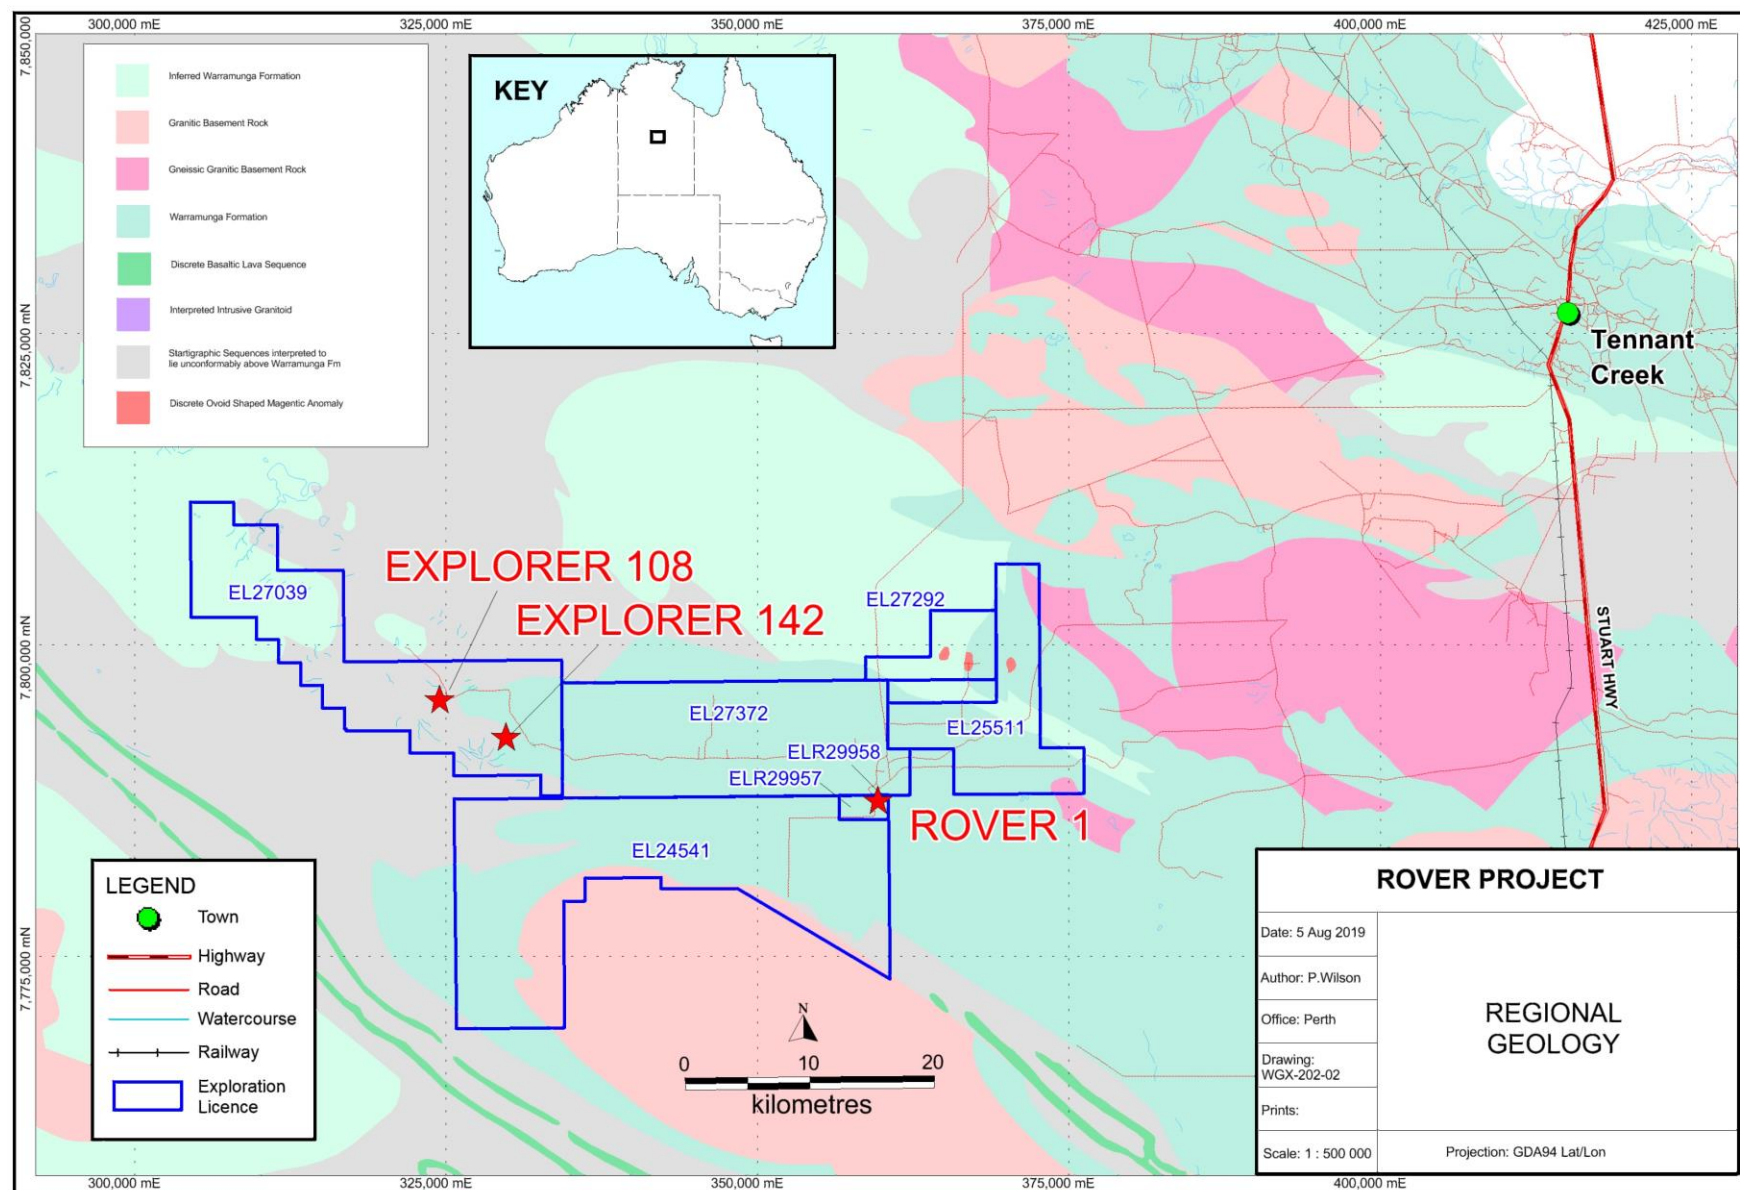 300,000 mE
325,000 mE
350,000 mE
375,000 mE
400,000 mE
425,000 mE
7,850,000
7,825,000 mN
7,800,000 mN
7,775,000 mN
Inferred Warramunga Formation
Granitic Basement Rock
Gneissic Granitic Basement Rock
Warramunga Formation
Discrete Basaltic Lava Sequence
Interpreted Intrusive Granitoid
Startigraphic Sequences interpreted to
lie unconformably above Warramunga Fm
Discrete Ovoid Shaped Magentic Anomaly
KEY
Tennant
Creek
EXPLORER 108
EXPLORER 142
EL27039
EL27292
STUART HWY
EL27372
EL25511
ELR29958
ELR29957
ROVER 1
EL24541
LEGEND
Town
Highway
Road
Watercourse
Railway
Exploration
Licence
N
0
10
20
kilometres
ROVER PROJECT
Date: 5 Aug 2019
Author: P.Wilson
Office: Perth
Drawing:
WGX-202-02
Prints:
Scale: 1 : 500 000
REGIONAL
GEOLOGY
Projection: GDA94 Lat/Lon
300,000 mE
325,000 mE
350,000 mE
375,000 mE
400,000 mE